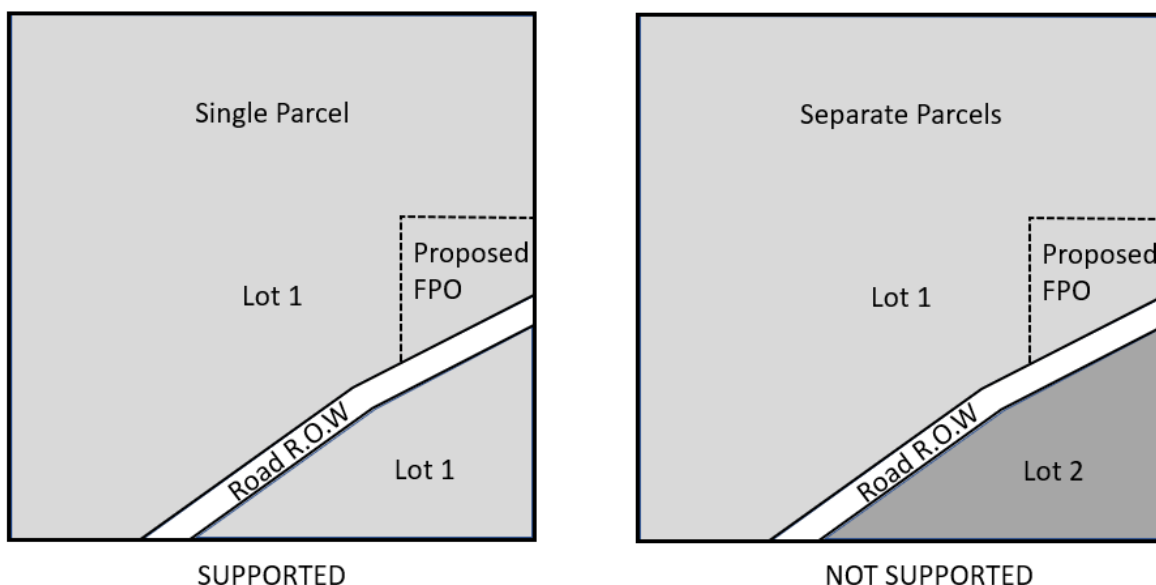 Single Parcel
Proposed
FPO
Lot 1
Road R.O.W
Lot 1
SUPPORTED
Separate Parcels
Proposed
FPO
Lot 1
Road R.O.W
Lot 2
NOT SUPPORTED